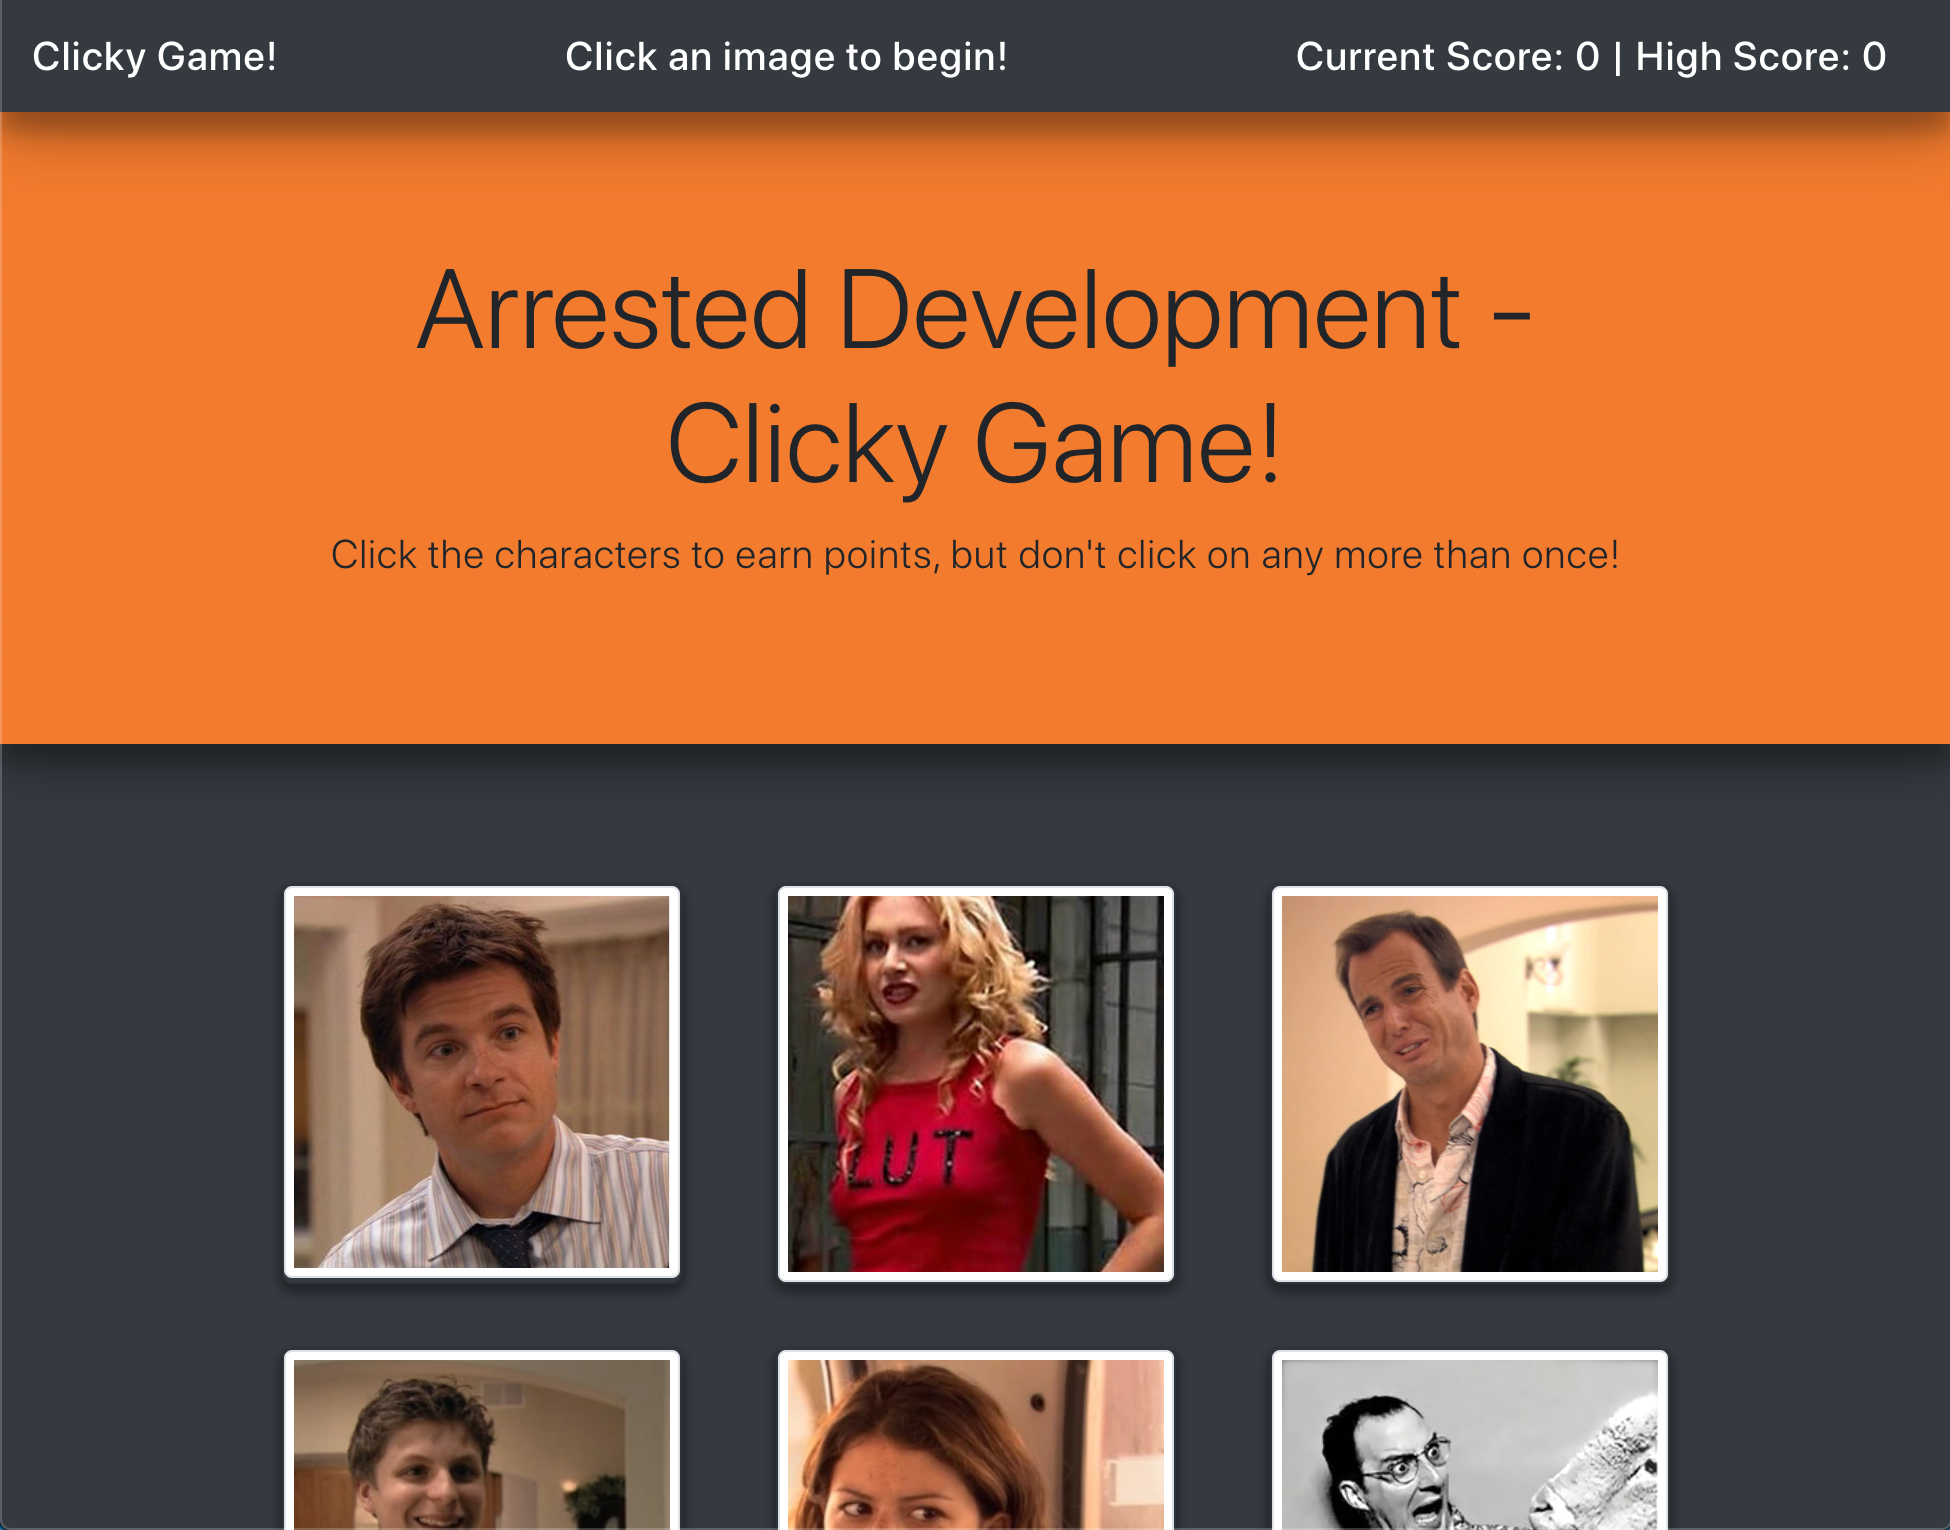 Clicky Game!
Click an image to begin!
Current Score: 0 | High Score: 0
Arrested Development -
Clicky Game!
Click the characters to earn points, but don't click on any more than once!
LUT